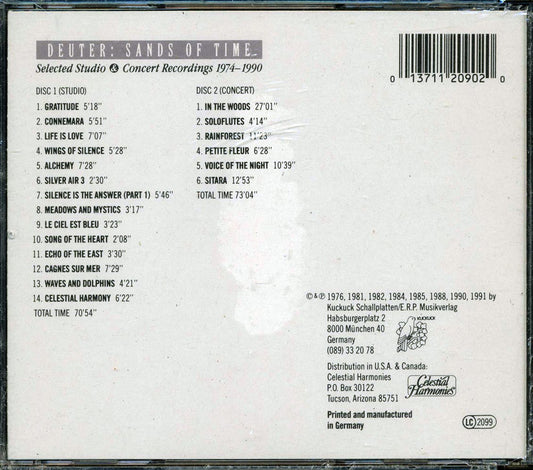 DEUTER: SANDS OF TIME
Selected Studio & Concert Recordings 1974–1990
0 13711 20902 0
DISC 1 (STUDIO)
1. GRATITUDE 5'18"
2. CONNEMARA 5'51"
3. LIFE IS LOVE 7'07"
4. WINGS OF SILENCE 5'28"
5. ALCHEMY 7'28"
6. SILVER AIR 3 2'30"
7. SILENCE IS THE ANSWER (PART 1) 5'46"
8. MEADOWS AND MYSTICS 3'17"
9. LE CIEL EST BLEU 3'23"
10. SONG OF THE HEART 2'08"
11. ECHO OF THE EAST 3'30"
12. CAGNES SUR MER 7'29"
13. WAVES AND DOLPHINS 4'21"
14. CELESTIAL HARMONY 6'22"
TOTAL TIME 70'54"
DISC 2 (CONCERT)
1. IN THE WOODS 27'01"
2. SOLOFLUTES 4'14"
3. RAINFOREST 11'23"
4. PETITE FLEUR 6'28"
5. VOICE OF THE NIGHT 10'39"
6. SITARA 12'53"
TOTAL TIME 73'04"
© & ℗ 1976, 1981, 1982, 1984, 1985, 1988, 1990, 1991 by
Kuckuck Schallplatten/E.R.P. Musikverlag
Habsburgerplatz 2
8000 München 40
Germany
(089) 33 20 78
KUCKUCK
Distribution in U.S.A. & Canada:
Celestial Harmonies
P.O. Box 30122
Tucson, Arizona 85751
Celestial
Harmonies
Printed and manufactured
in Germany
LC 2099